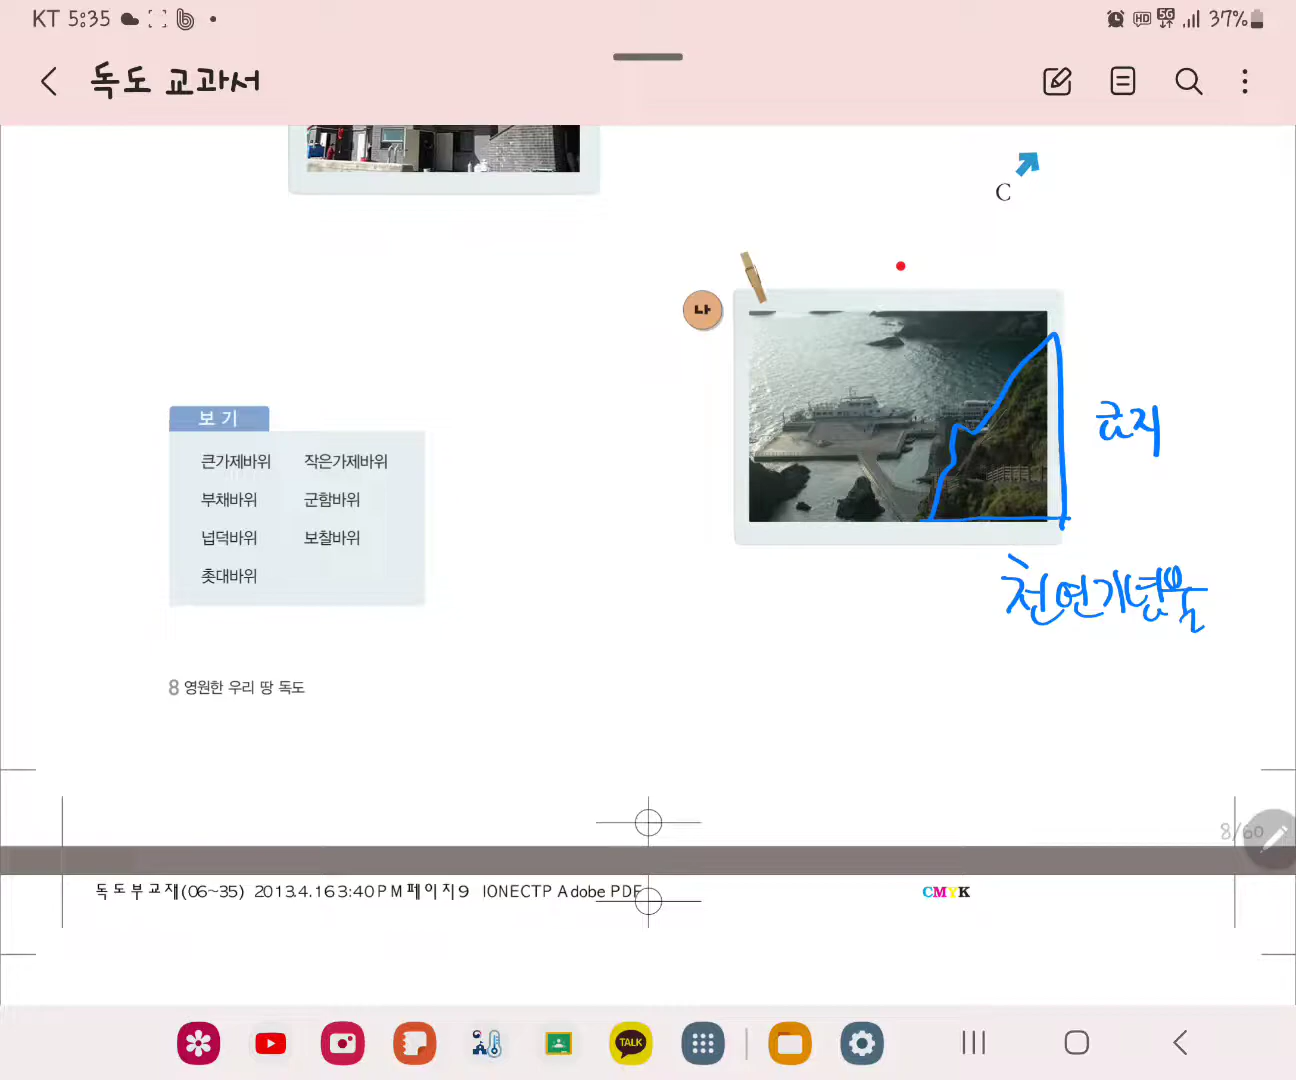 KT 5:35
HD 5G 37%
독도 교과서
C
나
금지
천연기념물
보기
큰가제바위 작은가제바위
부채바위 군함바위
넙덕바위 보찰바위
촛대바위
8 영원한 우리 땅 독도
8/60
독도부교재(06~35) 2013.4.16 3:40 PM 페이지9 IONECTP Adobe PDF
CMYK
TALK